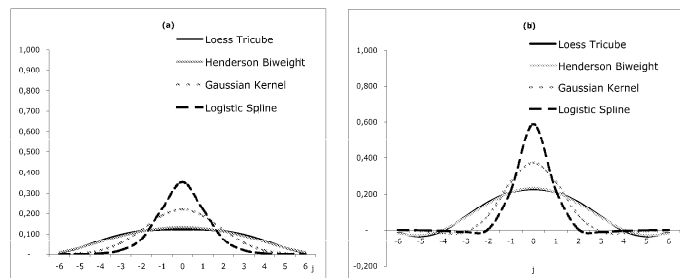 (a)
Loess Tricube
Henderson Biweight
Gaussian Kernel
Logistic Spline
1,000
0,900
0,800
0,700
0,600
0,500
0,400
0,300
0,200
0,100
-
-6 -5 -4 -3 -2 -1 0 1 2 3 4 5 6 j
(b)
Loess Tricube
Henderson Biweight
Gaussian Kernel
Logistic Spline
1,000
0,800
0,600
0,400
0,200
-
-6 -5 -4 -3 -2 -1 0 1 2 3 4 5 6
-0,200
j